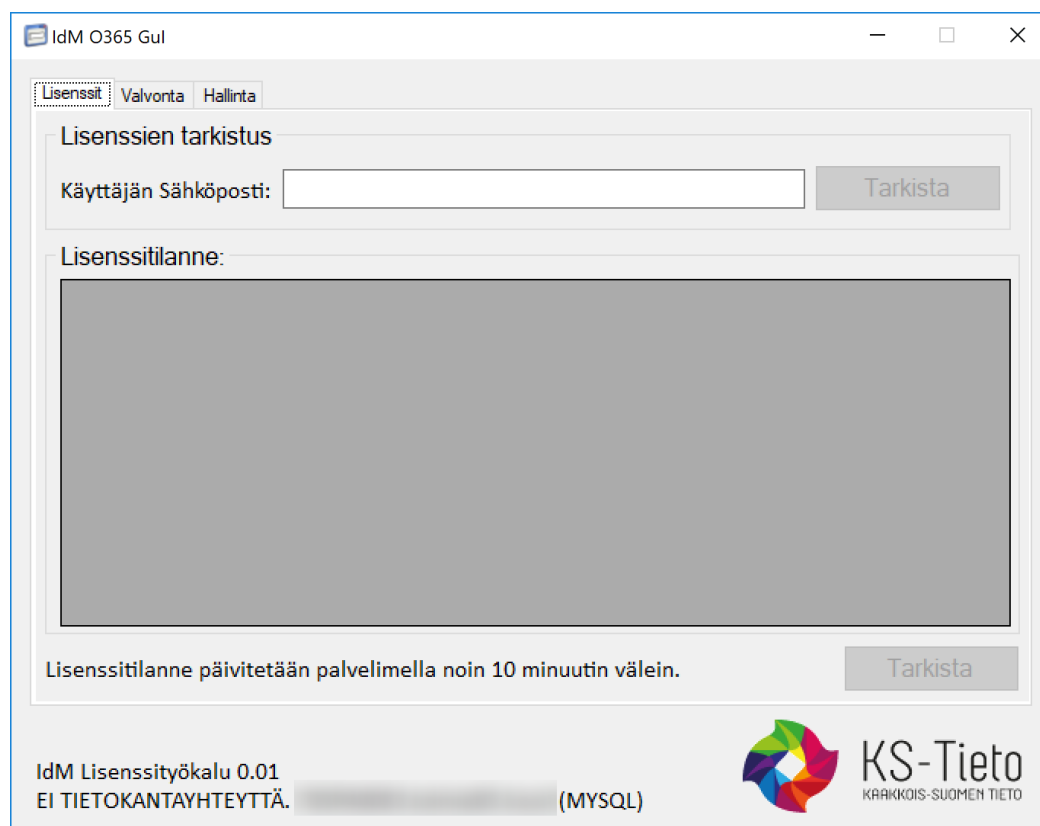 IdM O365 GuI
Lisenssit Valvonta Hallinta
Lisenssien tarkistus
Käyttäjän Sähköposti: Tarkista
Lisenssitilanne:
Lisenssitilanne päivitetään palvelimella noin 10 minuutin välein. Tarkista
IdM Lisenssityökalu 0.01
EI TIETOKANTAYHTEYTTÄ. (MYSQL)
KS-Tieto
KAAKKOIS-SUOMEN TIETO